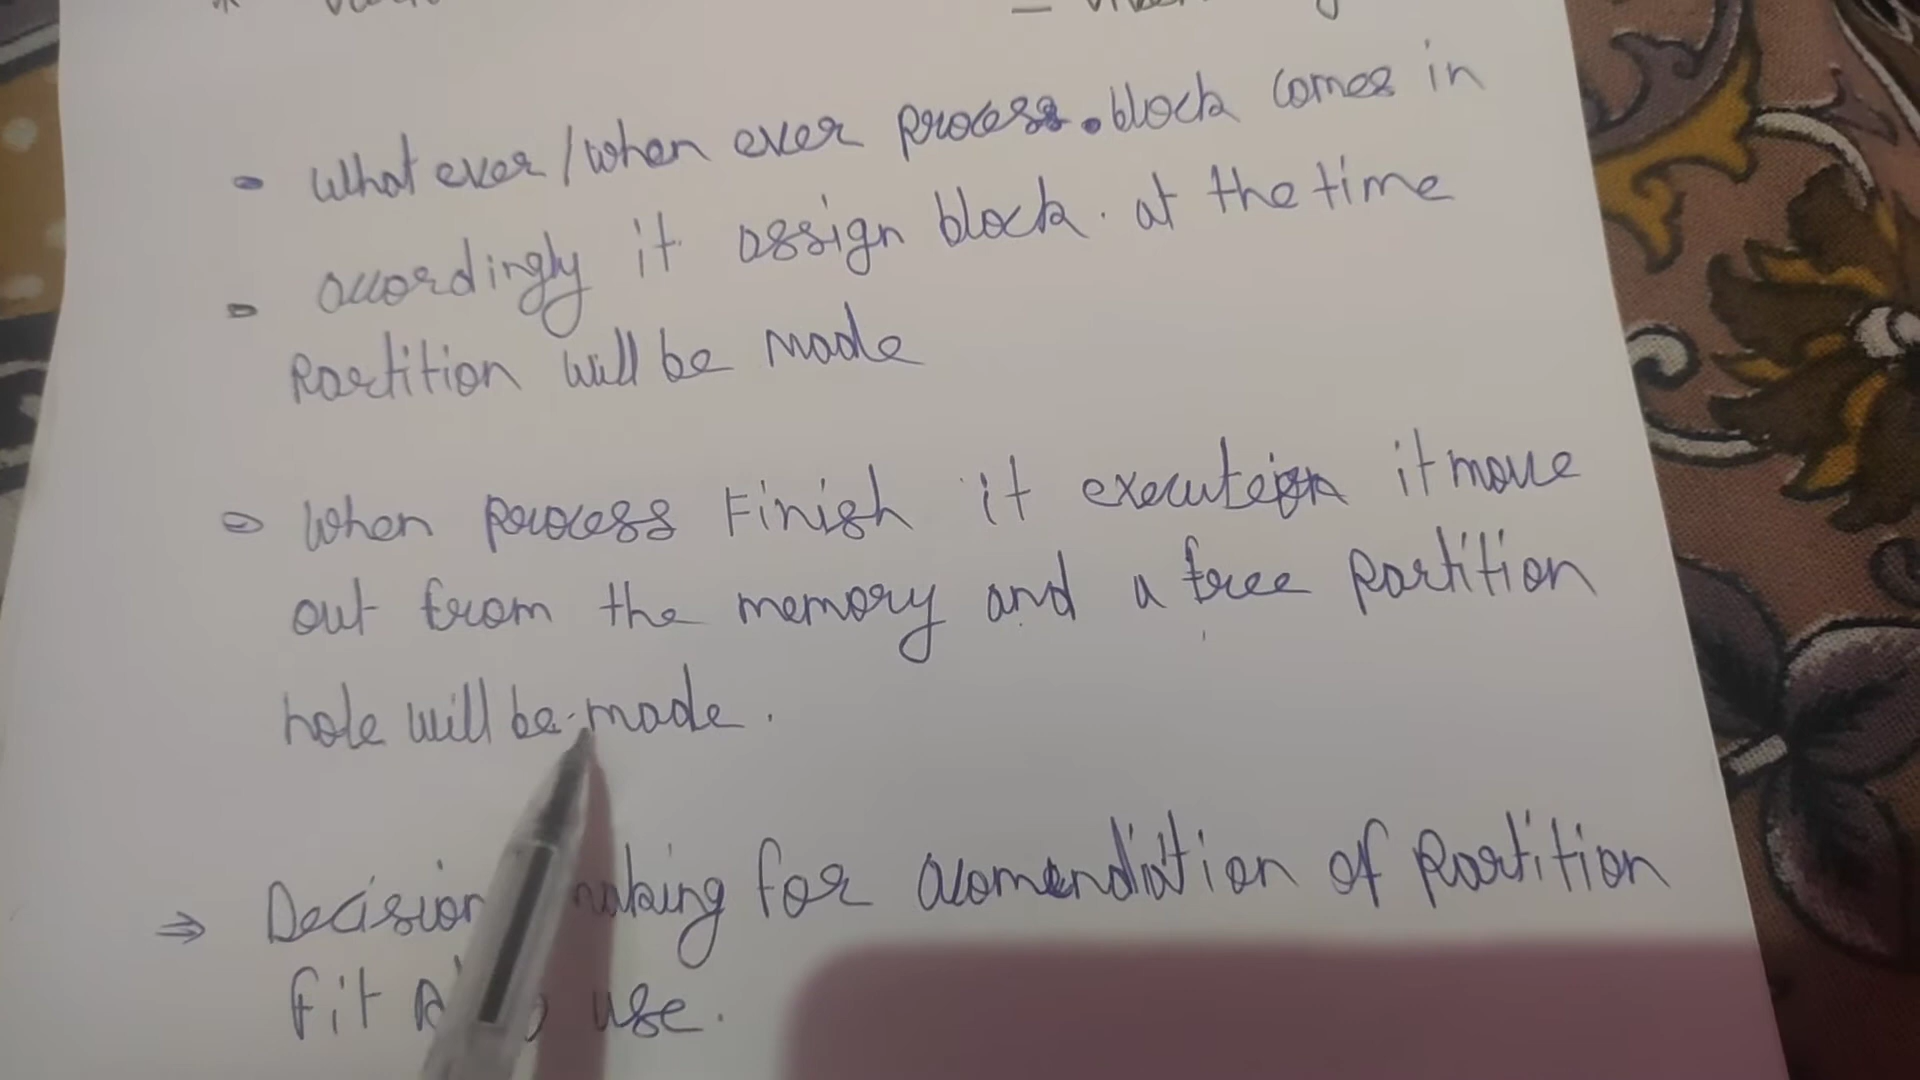 - What ever / when ever process. block comes in
accordingly it assign block. at the time
- Partition will be made
- When process Finish it execution it move
out from the memory and a free partition
hole will be made.
⇒ Decision making for acomendiation of Partition
Fit use.